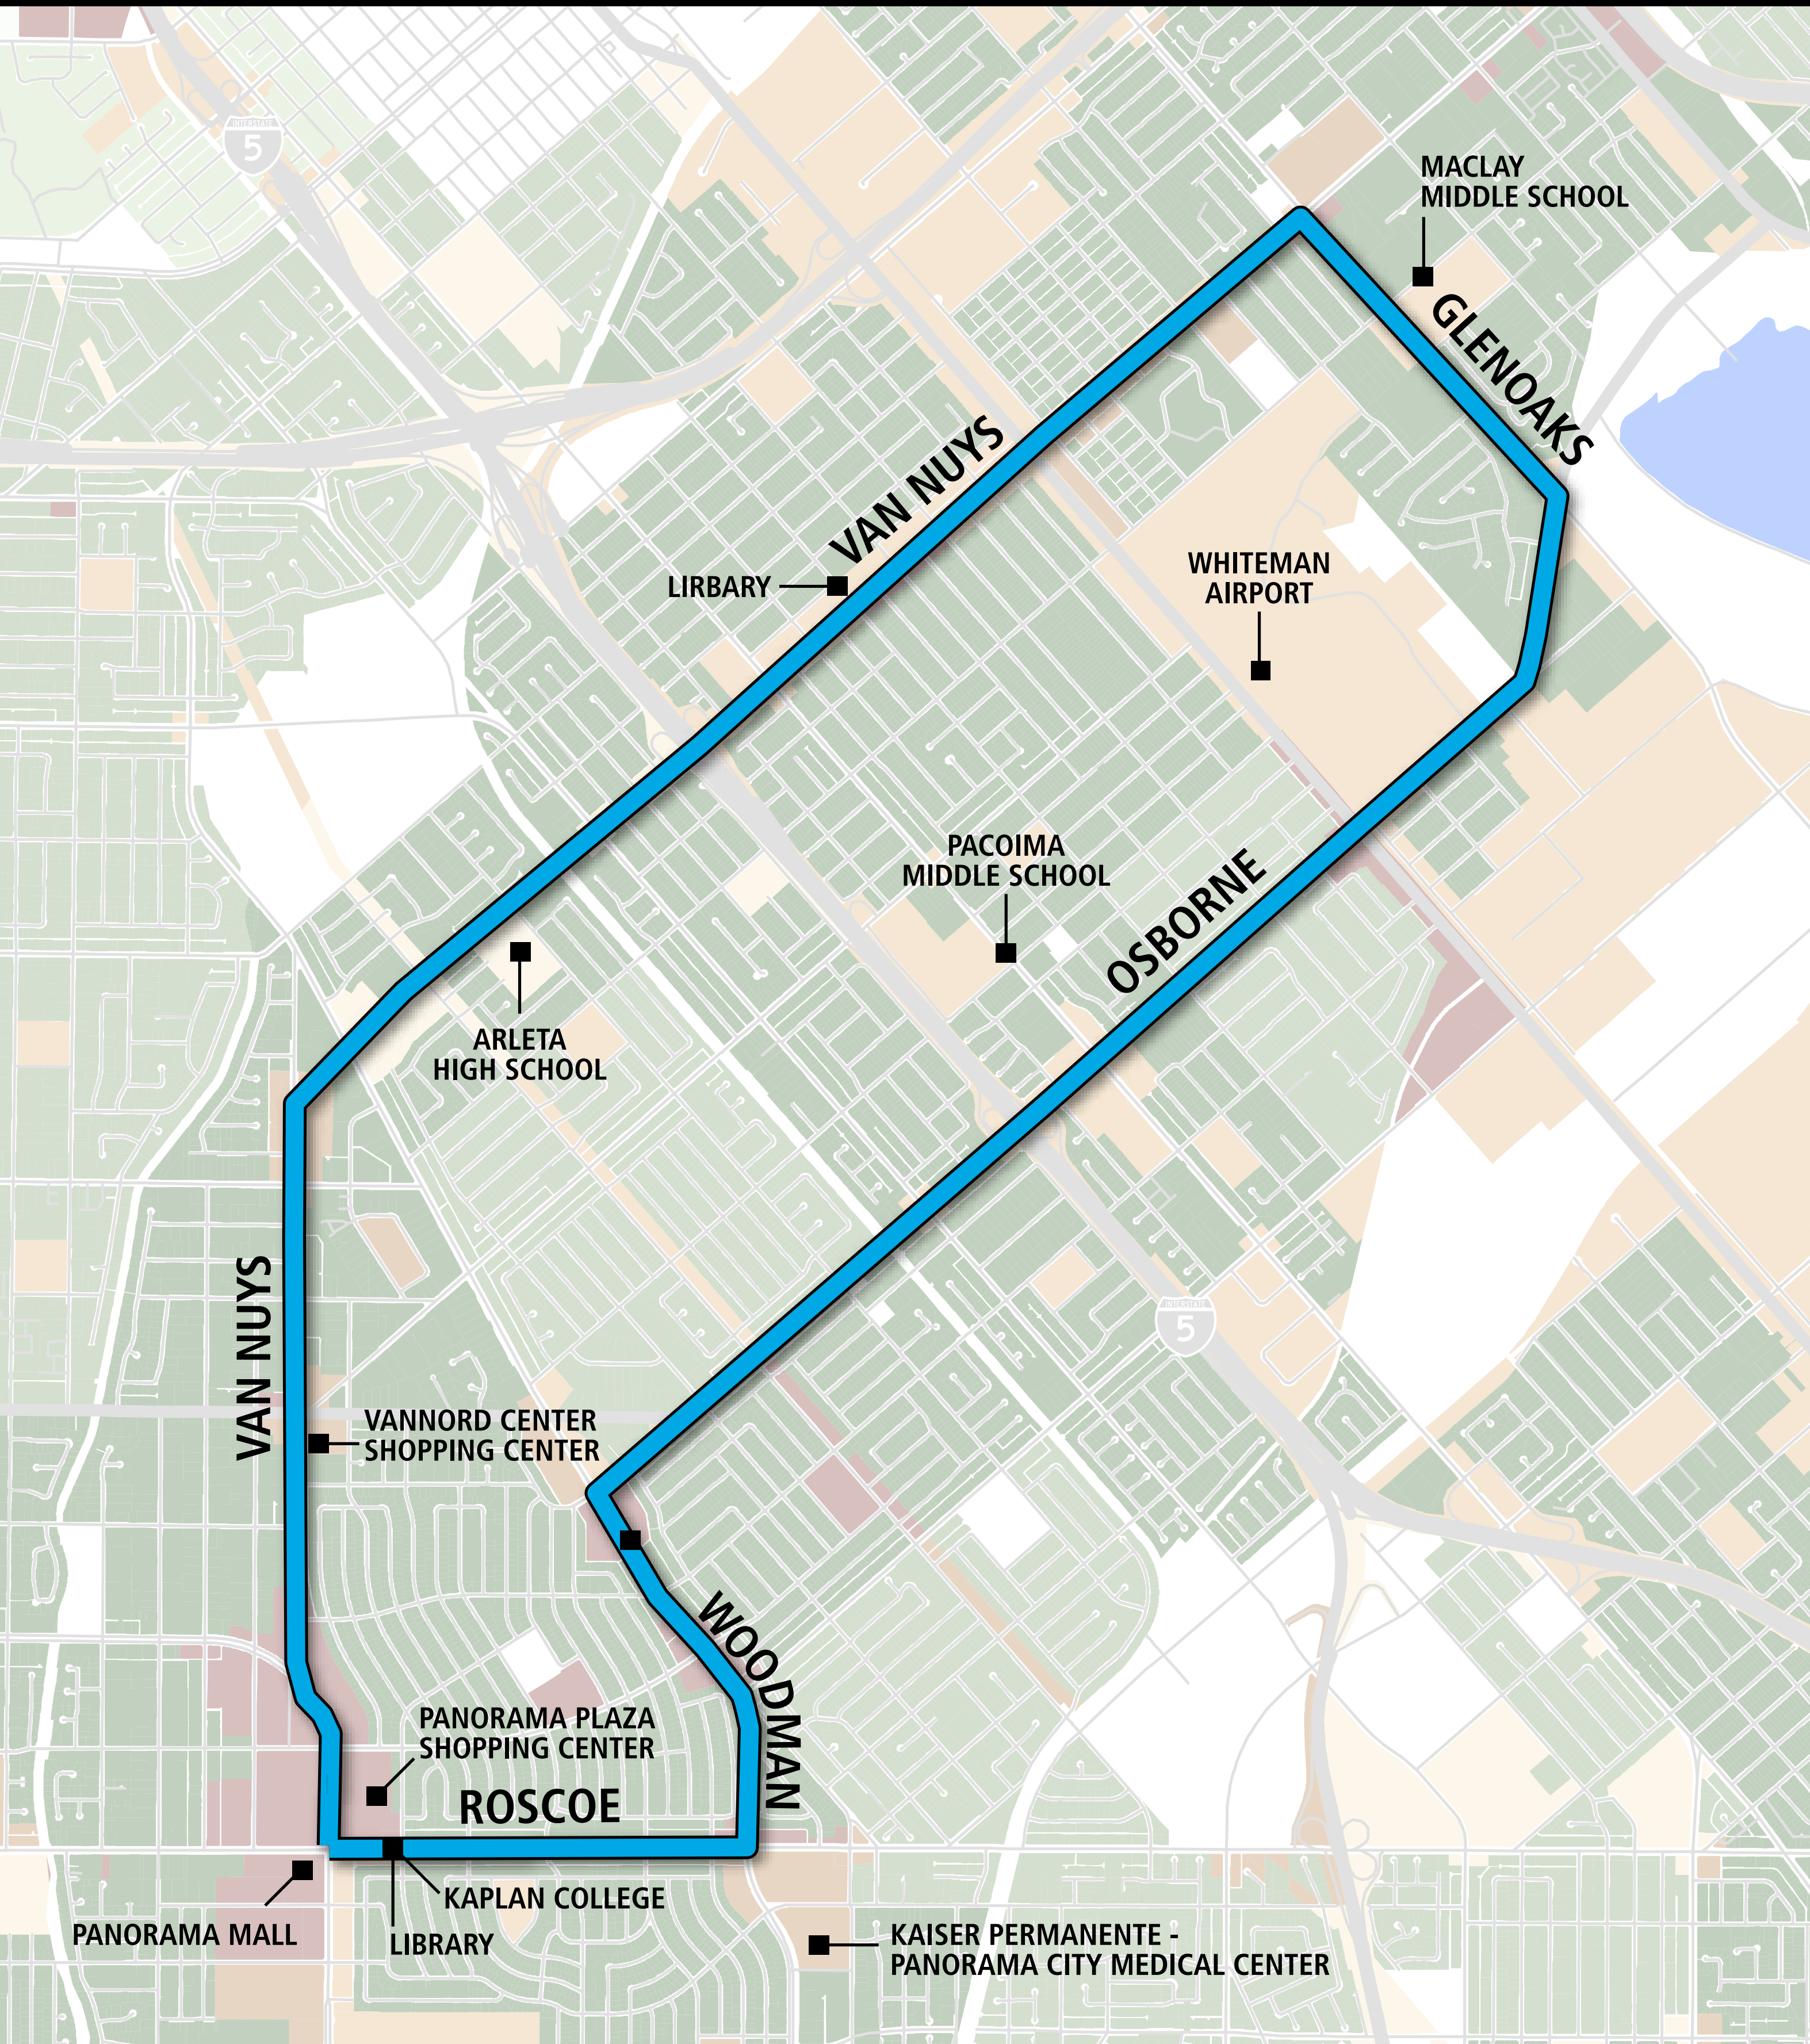 INTERSTATE
5
MACLAY
MIDDLE SCHOOL
GLENOAKS
VAN NUYS
LIRBARY
WHITEMAN
AIRPORT
PACOIMA
MIDDLE SCHOOL
OSBORNE
ARLETA
HIGH SCHOOL
VAN NUYS
INTERSTATE
5
VANNORD CENTER
SHOPPING CENTER
WOODMAN
PANORAMA PLAZA
SHOPPING CENTER
ROSCOE
KAPLAN COLLEGE
PANORAMA MALL
LIBRARY
KAISER PERMANENTE -
PANORAMA CITY MEDICAL CENTER